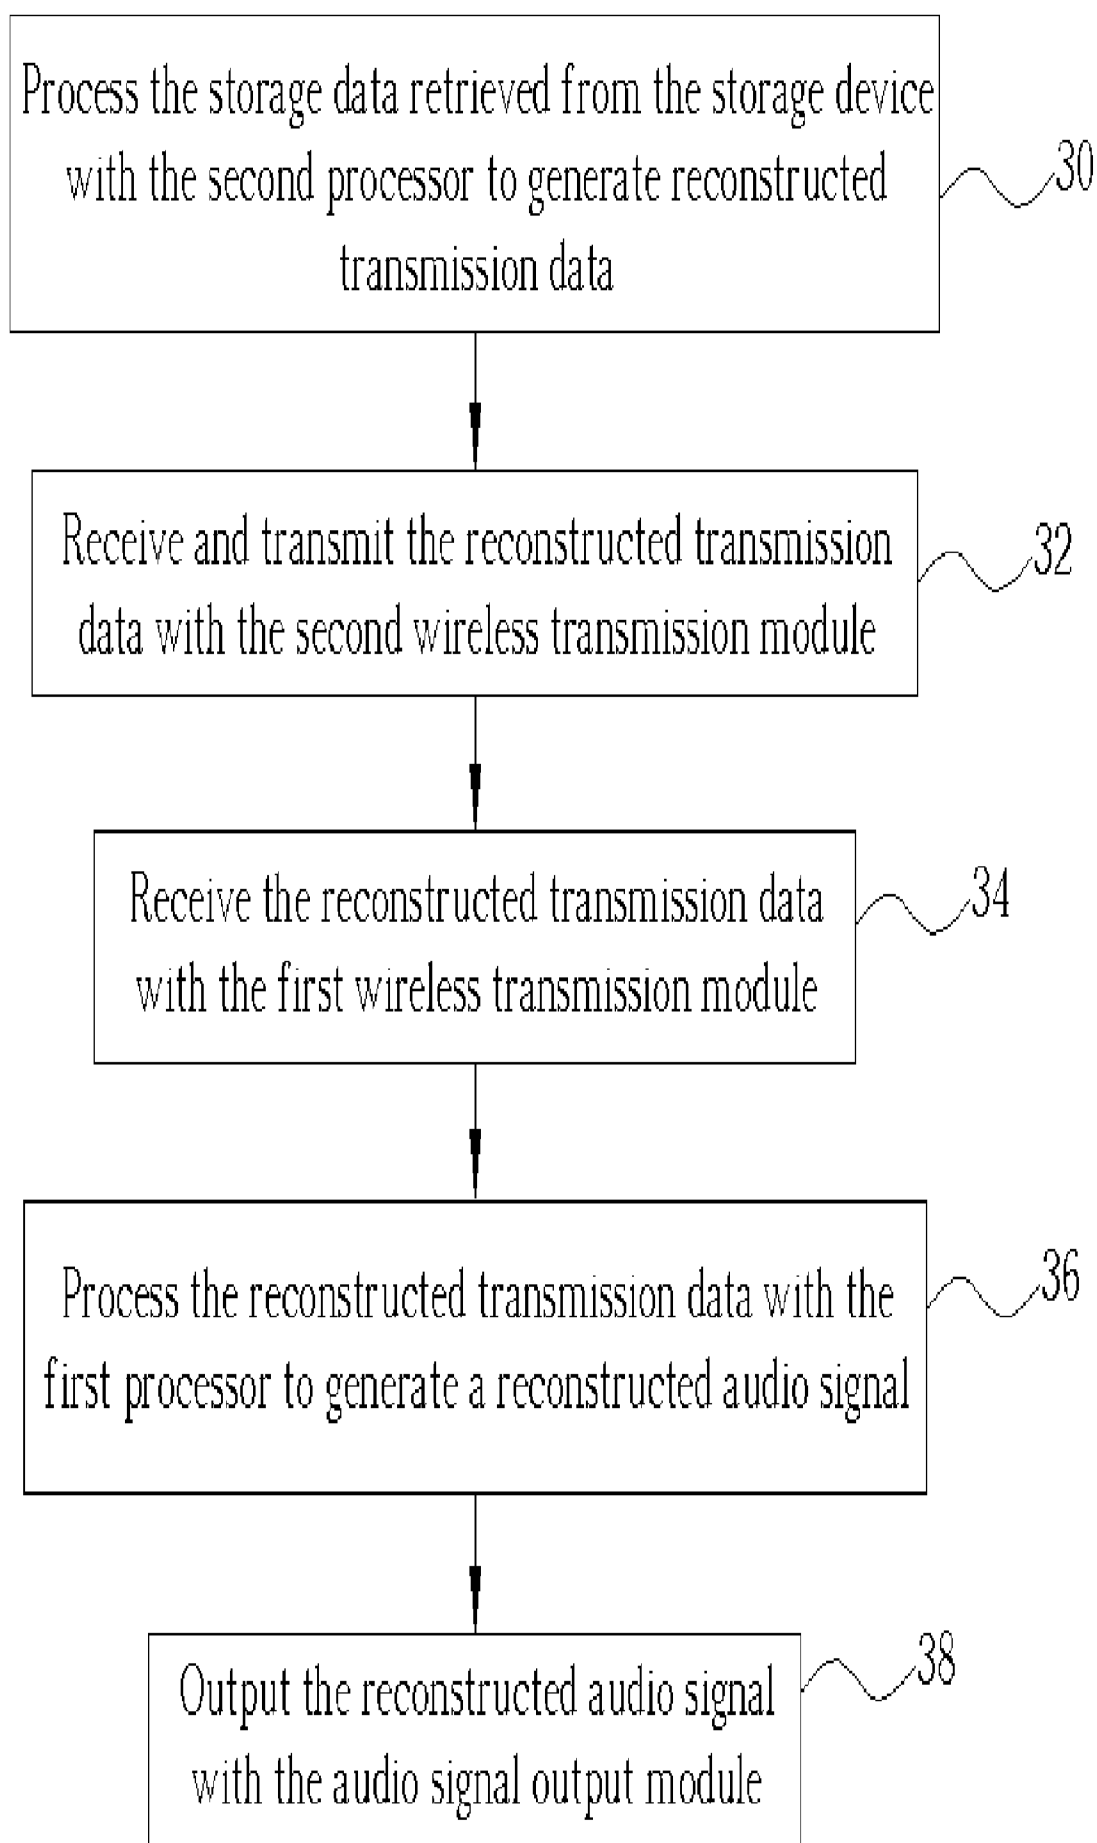 Process the storage data retrieved from the storage device
with the second processor to generate reconstructed
transmission data
30
Receive and transmit the reconstructed transmission
data with the second wireless transmission module
32
Receive the reconstructed transmission data
with the first wireless transmission module
34
Process the reconstructed transmission data with the
first processor to generate a reconstructed audio signal
36
Output the reconstructed audio signal
with the audio signal output module
38